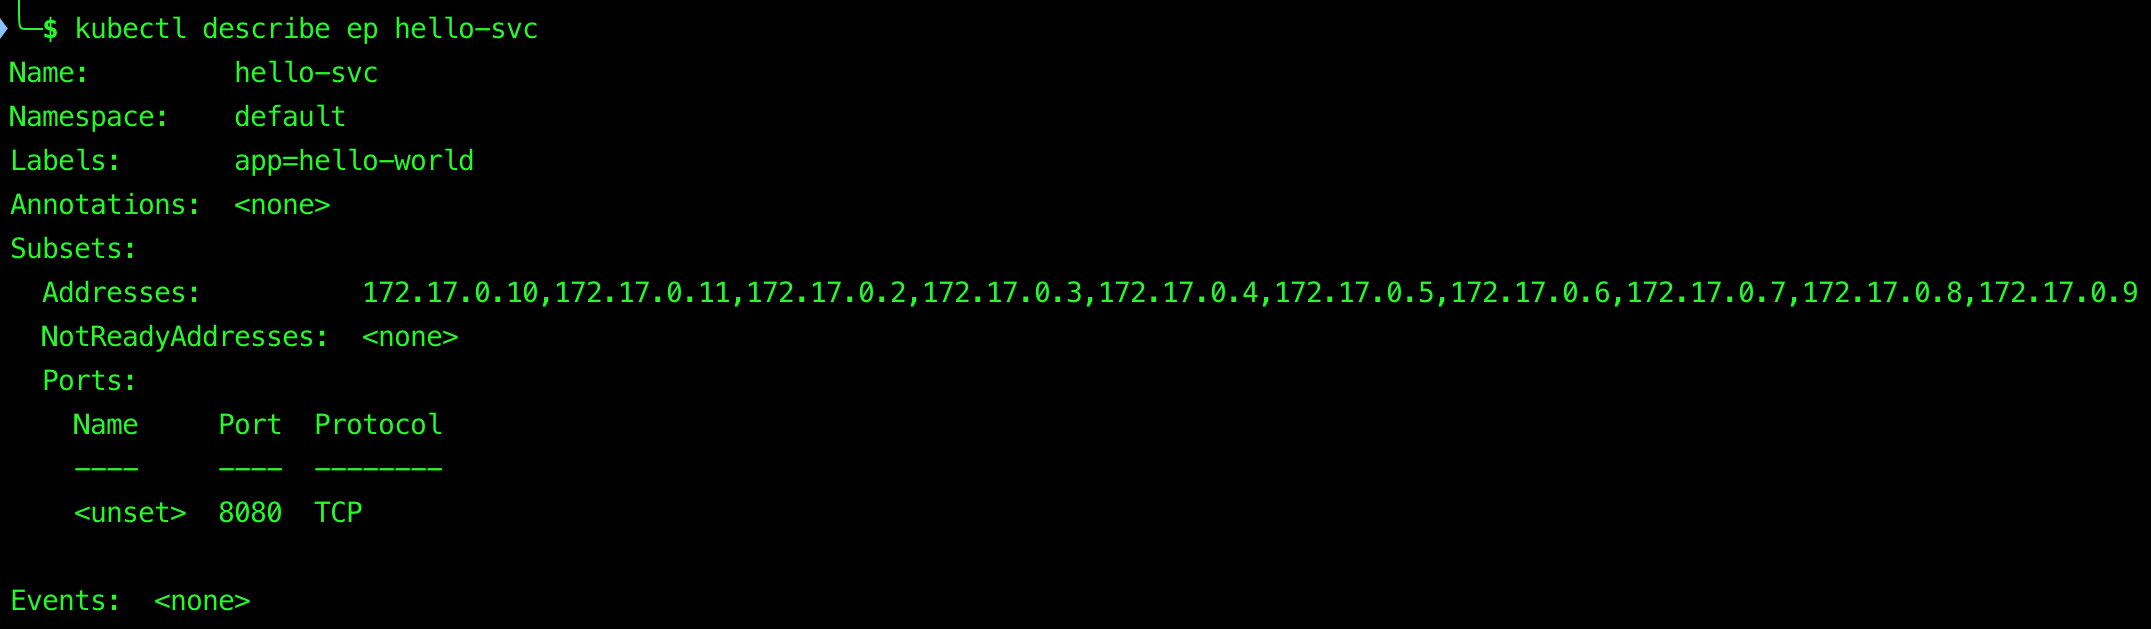 ╰─$ kubectl describe ep hello-svc
Name:         hello-svc
Namespace:    default
Labels:       app=hello-world
Annotations:  <none>
Subsets:
  Addresses:          172.17.0.10,172.17.0.11,172.17.0.2,172.17.0.3,172.17.0.4,172.17.0.5,172.17.0.6,172.17.0.7,172.17.0.8,172.17.0.9
  NotReadyAddresses:  <none>
  Ports:
    Name     Port  Protocol
    ----     ----  --------
    <unset>  8080  TCP

Events:  <none>